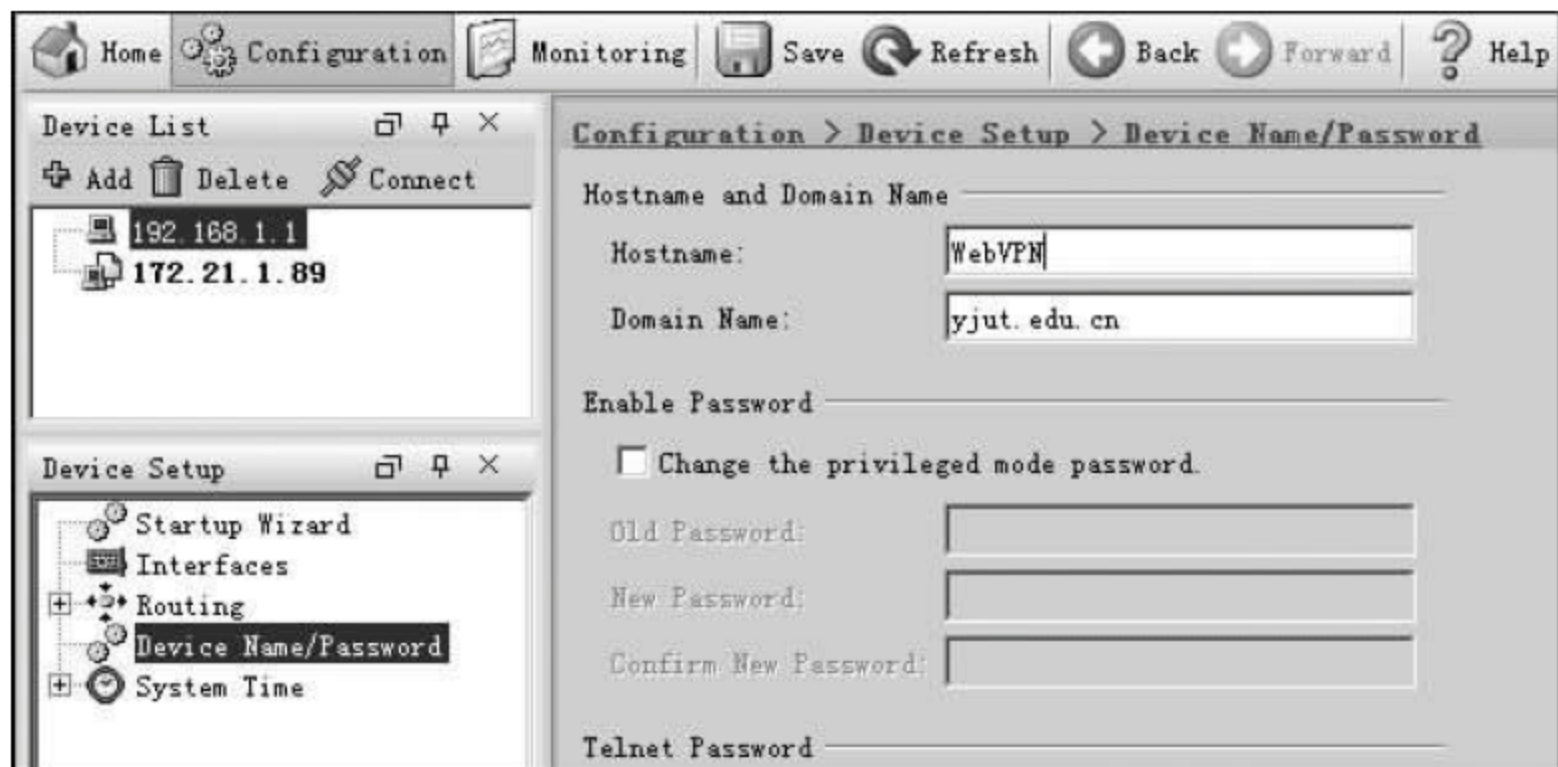 Home Configuration Monitoring Save Refresh Back Forward Help
Device List
Add Delete Connect
192.168.1.1
172.21.1.89
Device Setup
Startup Wizard
Interfaces
Routing
Device Name/Password
System Time
Configuration > Device Setup > Device Name/Password
Hostname and Domain Name
Hostname: WebVPN
Domain Name: yjut.edu.cn
Enable Password
Change the privileged mode password.
Old Password:
New Password:
Confirm New Password:
Telnet Password